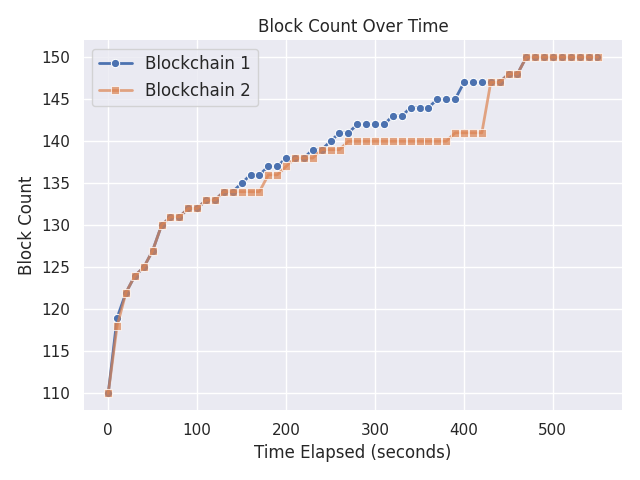 Block Count Over Time
Blockchain 1
Blockchain 2
Block Count
150
145
140
135
130
125
120
115
110
0 100 200 300 400 500
Time Elapsed (seconds)